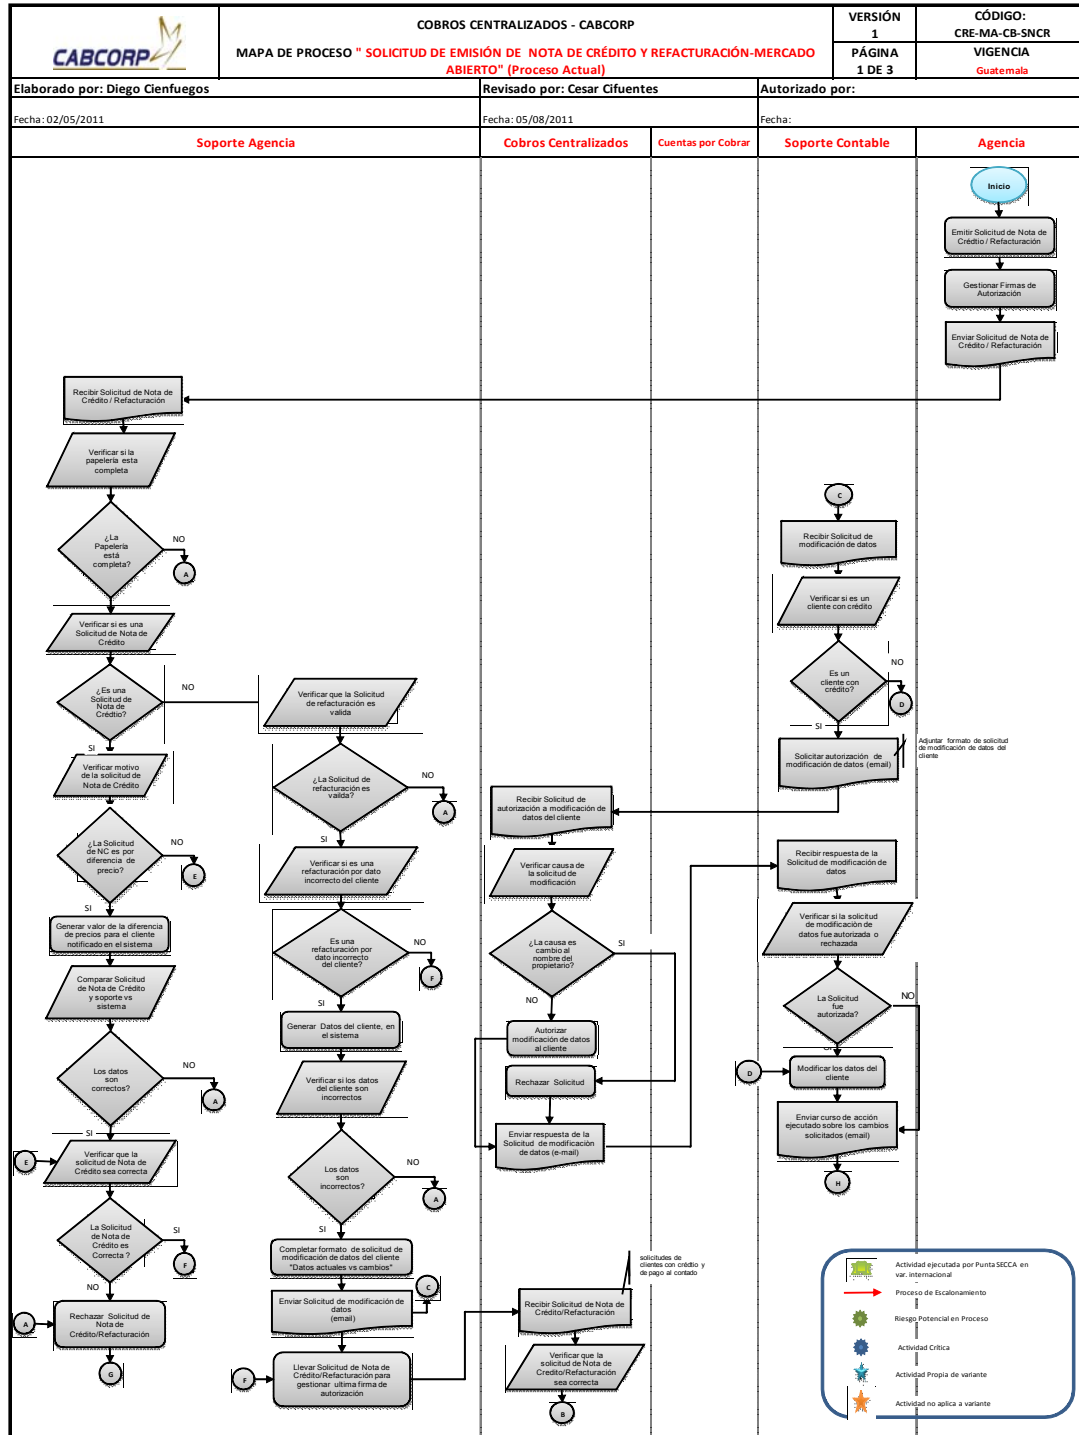 CABCORP
COBROS CENTRALIZADOS - CABCORP
MAPA DE PROCESO " SOLICITUD DE EMISIÓN DE NOTA DE CRÉDITO Y REFACTURACIÓN-MERCADO
ABIERTO" (Proceso Actual)
VERSIÓN
1
PÁGINA
1 DE 3
CÓDIGO:
CRE-MA-CB-SNCR
VIGENCIA
Guatemala
Elaborado por: Diego Cienfuegos
Revisado por: Cesar Cifuentes
Autorizado por:
Fecha: 02/05/2011
Fecha: 05/08/2011
Fecha:
Soporte Agencia
Cobros Centralizados
Cuentas por Cobrar
Soporte Contable
Agencia
Inicio
Emitir Solicitud de Nota de
Crédtio / Refacturación
Gestionar Firmas de
Autorización
Enviar Solicitud de Nota de
Crédito / Refacturación
Recibir Solicitud de Nota de
Crédito / Refacturación
Verificar si la
papelería esta
completa
¿La
Papelería
está
completa?
NO
A
Verificar si es una
Solicitud de Nota de
Crédito
¿Es una
Solicitud de
Nota de
Crédtio?
NO
SI
Verificar motivo
de la solicitud de
Nota de Crédito
¿La Solicitud
de NC es por
diferencia de
precio?
NO
E
SI
Generar valor de la diferencia
de precios para el cliente
notificado en el sistema
Comparar Solicitud
de Nota de Crédito
y soporte vs
sistema
Los datos
son
correctos?
NO
A
SI
E
Verificar que la
solicitud de Nota de
Crédito sea correcta
La Solicitud
de Nota de
Crédito es
Correcta ?
SI
F
NO
A
Rechazar Solicitud de
Nota de
Crédito/Refacturación
G
Verificar que la Solicitud
de refacturación es
valida
¿La Solicitud de
refacturación es
vailda?
NO
A
SI
Verificar si es una
refacturación por dato
incorrecto del cliente
Es una
refacturación por
dato incorrecto
del cliente?
NO
F
SI
Generar Datos del cliente, en
el sistema
Verificar si los datos
del cliente son
incorrectos
Los datos
son
incorrectos?
NO
A
SI
Completar formato de solicitud de
modificación de datos del cliente
"Datos actuales vs cambios"
C
Enviar Solicitud de modificación de
datos
(email)
F
Llevar Solicitud de Nota de
Crédito/Refacturación para
gestionar ultima firma de
autorización
Recibir Solicitud de
autorización a modificación de
datos del cliente
Verificar causa de
la solicitud de
modificación
¿La causa es
cambio al
nombre del
propietario?
SI
NO
Autorizar
modificación de datos
al cliente
Rechazar Solicitud
Enviar respuesta de la
Solicitud de modificación
de datos (e-mail)
solicitudes de
clientes con crédtio y
de pago al contado
Recibir Solicitud de Nota de
Crédito/Refacturación
Verificar que la
solicitud de Nota de
Credito/Refacturación
sea correcta
B
C
Recibir Solicitud de
modificación de datos
Verificar si es un
cliente con crédito
Es un
cliente con
crédito?
NO
D
SI
Solicitar autorización de
modificación de datos (email)
Adjuntar formato de solicitud
de modificación de datos del
cliente
Recibir respuesta de la
Solicitud de modificación de
datos
Verificar si la solicitud
de modificación de
datos fue autorizada o
rechazada
La Solicitud
fue
autorizada?
NO
D
Modificar los datos del
cliente
Enviar curso de acción
ejecutado sobre los cambios
solicitados (email)
H
Actividad ejecutada por Punta SECCA en
var. internacional
Proceso de Escalonamiento
Riesgo Potencial en Proceso
Actividad Crítica
Actividad Propia de variante
Actividad no aplica a variante